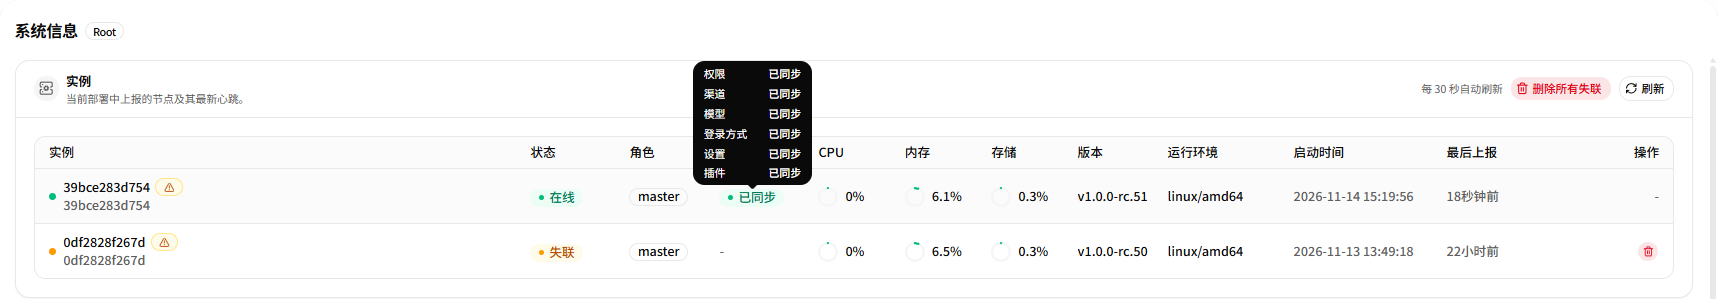 系统信息 Root
实例
当前部署中上报的节点及其最新心跳。
每 30 秒自动刷新 删除所有失联 刷新
权限 已同步
渠道 已同步
模型 已同步
登录方式 已同步
设置 已同步
插件 已同步
实例 状态 角色 CPU 内存 存储 版本 运行环境 启动时间 最后上报 操作
39bce283d754
39bce283d754
在线 master 已同步 0% 6.1% 0.3% v1.0.0-rc.51 linux/amd64 2026-11-14 15:19:56 18秒钟前 -
0df2828f267d
0df2828f267d
失联 master - 0% 6.5% 0.3% v1.0.0-rc.50 linux/amd64 2026-11-13 13:49:18 22小时前